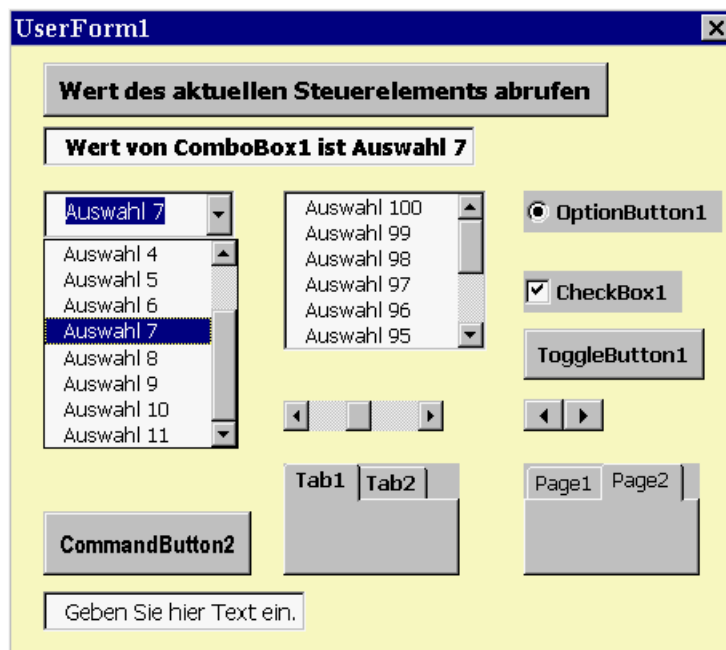 UserForm1
Wert des aktuellen Steuerelements abrufen
Wert von ComboBox1 ist Auswahl 7
Auswahl 7
Auswahl 4
Auswahl 5
Auswahl 6
Auswahl 7
Auswahl 8
Auswahl 9
Auswahl 10
Auswahl 11
Auswahl 100
Auswahl 99
Auswahl 98
Auswahl 97
Auswahl 96
Auswahl 95
OptionButton1
CheckBox1
ToggleButton1
Tab1 Tab2
Page1 Page2
CommandButton2
Geben Sie hier Text ein.